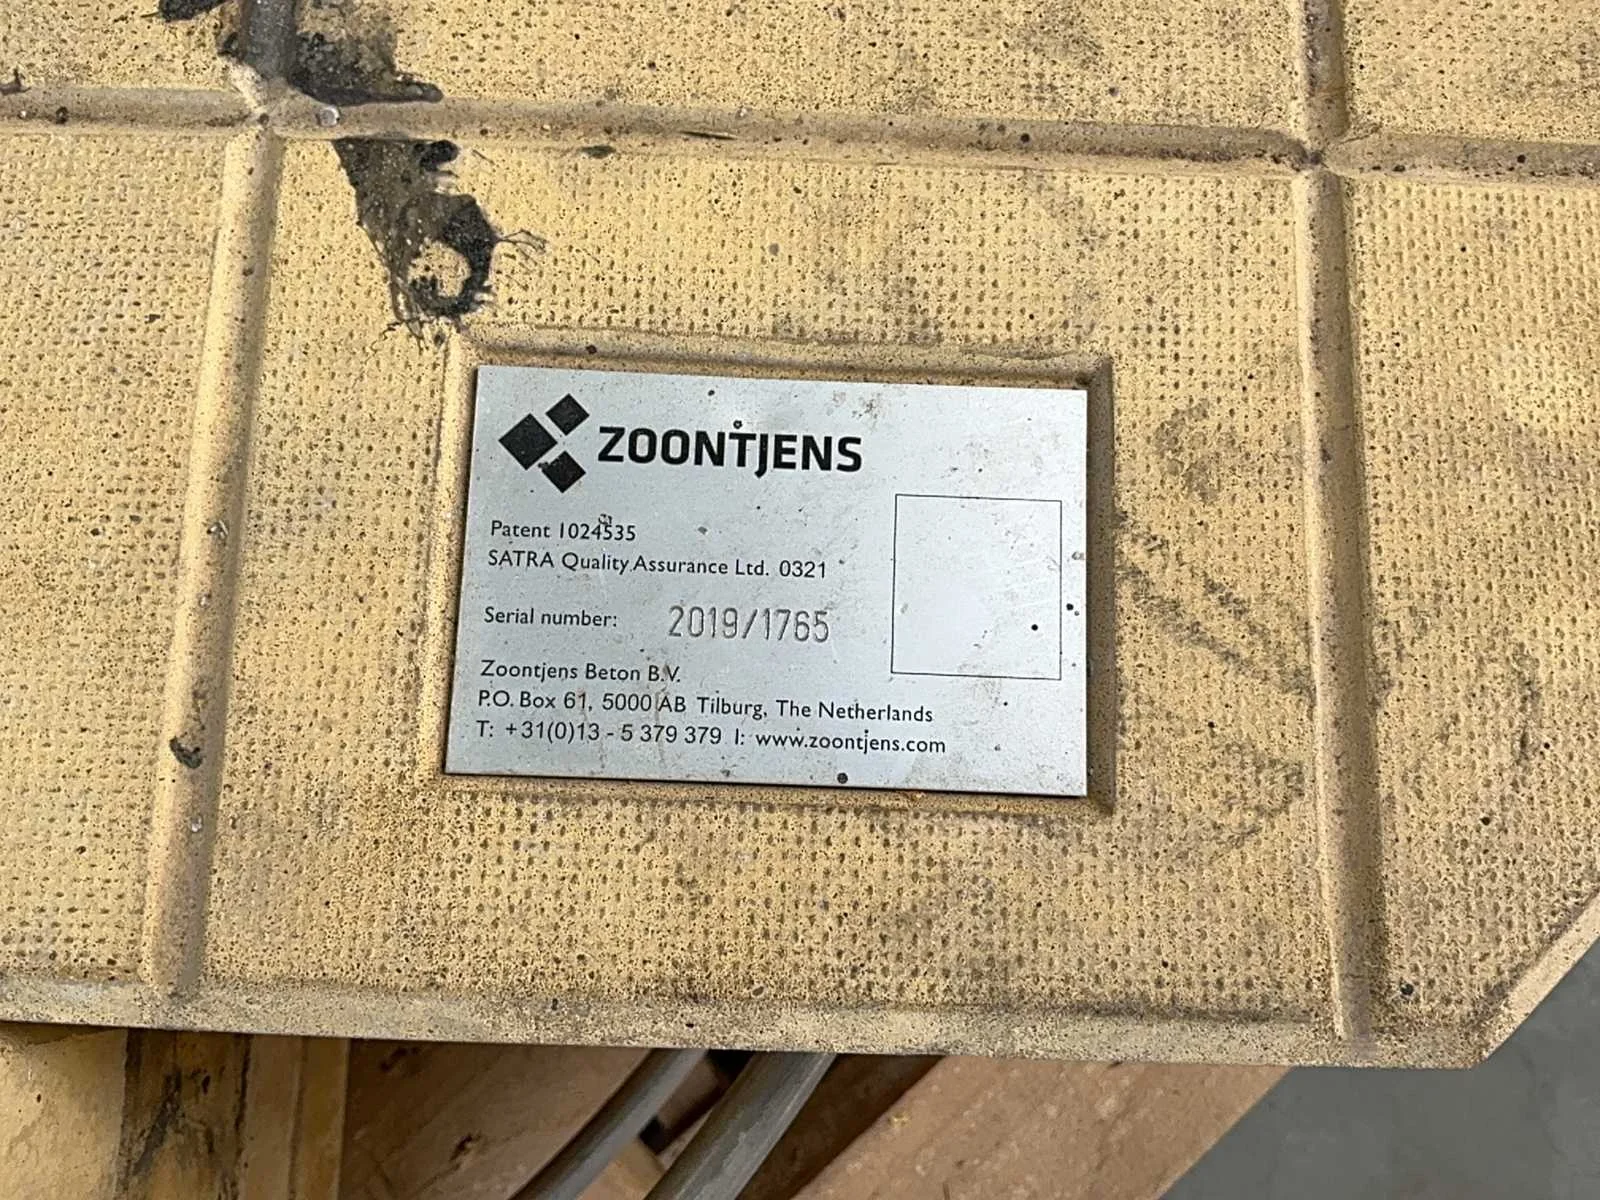 ZOONTJENS
Patent 1024535
SATRA Quality Assurance Ltd. 0321
Serial number: 2019/1765
Zoontjens Beton B.V.
P.O. Box 61, 5000 AB Tilburg, The Netherlands
T: +31(0)13 - 5 379 379 I: www.zoontjens.com